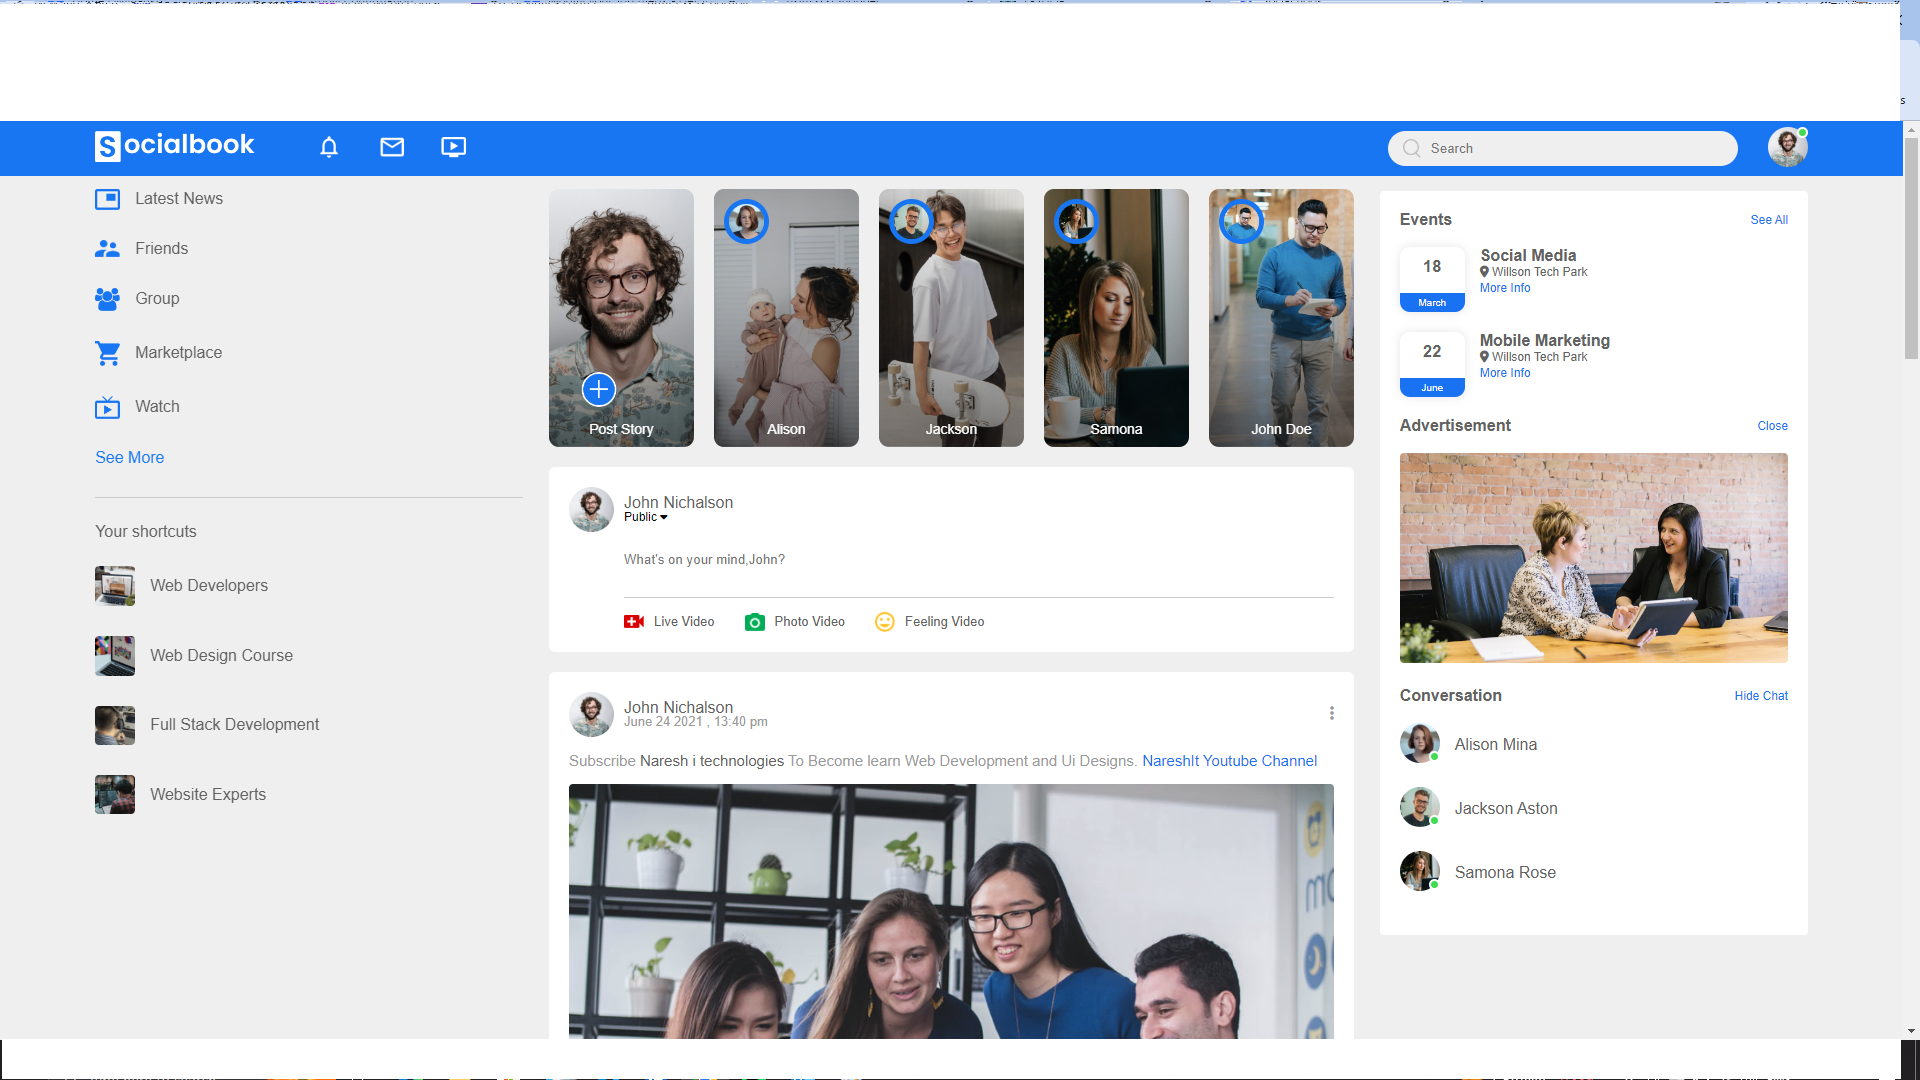 Socialbook
Search
Latest News
Friends
Group
Marketplace
Watch
See More
Your shortcuts
Web Developers
Web Design Course
Full Stack Development
Website Experts
Post Story
Alison
Jackson
Samona
John Doe
John Nichalson
Public
What's on your mind,John?
Live Video
Photo Video
Feeling Video
John Nichalson
June 24 2021 , 13:40 pm
Subscribe Naresh i technologies To Become learn Web Development and Ui Designs. NareshIt Youtube Channel
Events
See All
18
March
Social Media
Willson Tech Park
More Info
22
June
Mobile Marketing
Willson Tech Park
More Info
Advertisement
Close
Conversation
Hide Chat
Alison Mina
Jackson Aston
Samona Rose